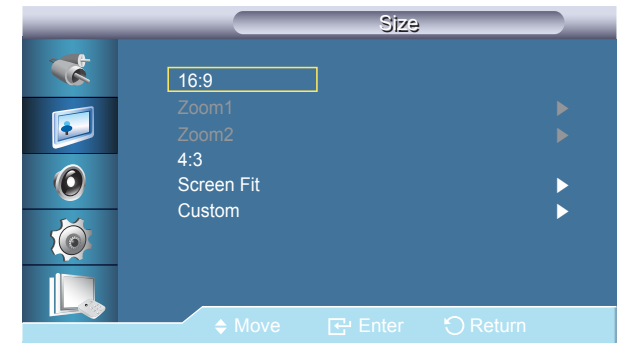 Size
16:9
Zoom1
Zoom2
4:3
Screen Fit
Custom
Move Enter Return